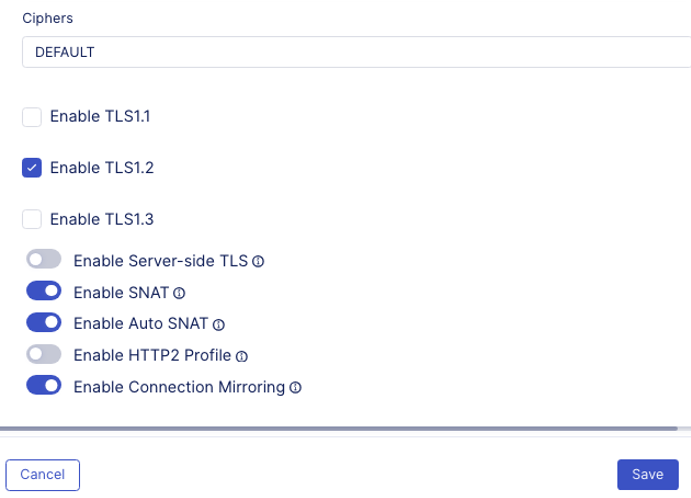 Ciphers
DEFAULT
Enable TLS1.1
Enable TLS1.2
Enable TLS1.3
Enable Server-side TLS
Enable SNAT
Enable Auto SNAT
Enable HTTP2 Profile
Enable Connection Mirroring
Cancel
Save